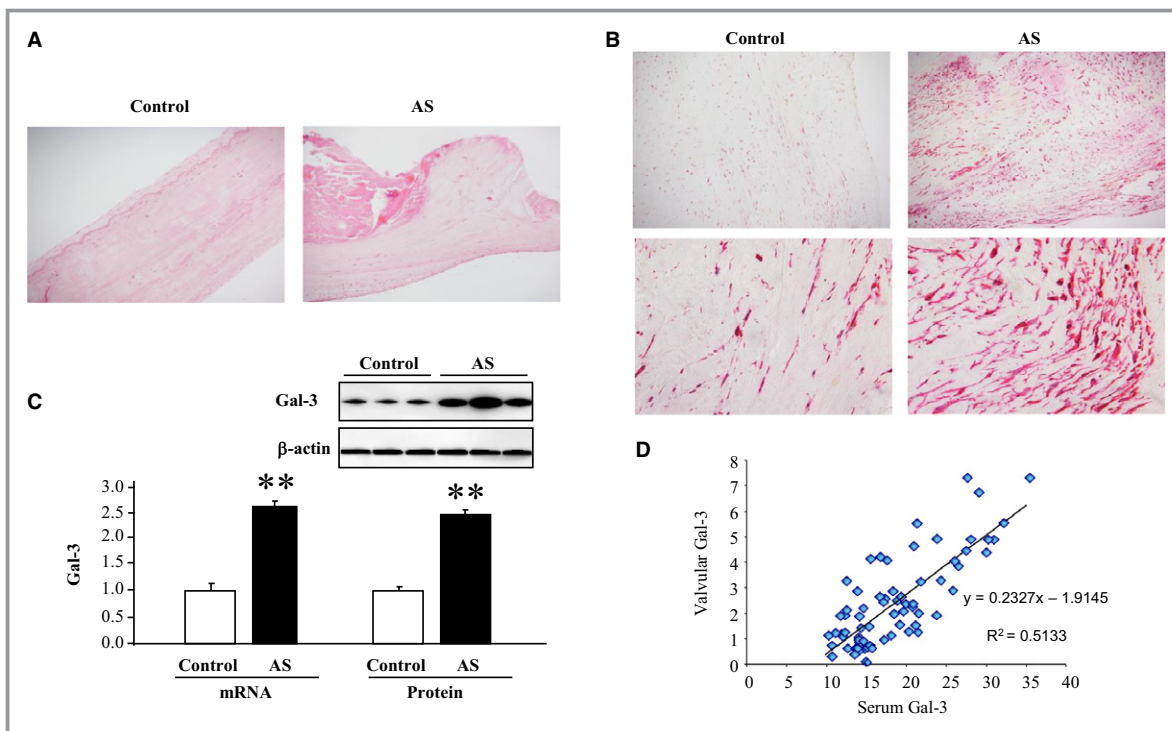 A
Control AS
B
Control AS
C
Control AS
Gal-3
β-actin
Gal-3
3.0
2.5
2.0
1.5
1.0
0.5
0.0
** **
Control AS Control AS
mRNA Protein
D
Valvular Gal-3
8
7
6
5
4
3
2
1
0
y = 0.2327x – 1.9145
R² = 0.5133
0 5 10 15 20 25 30 35 40
Serum Gal-3